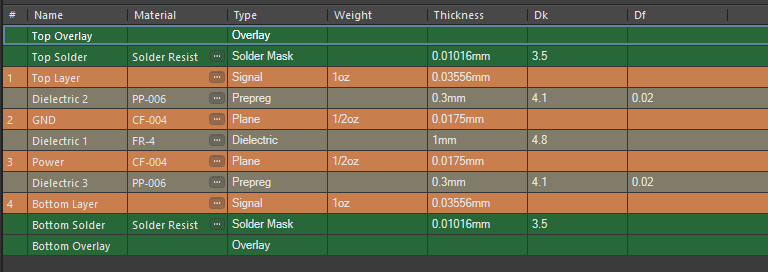 # Name Material Type Weight Thickness Dk Df
Top Overlay Overlay
Top Solder Solder Resist ... Solder Mask 0.01016mm 3.5
1 Top Layer ... Signal 1oz 0.03556mm
Dielectric 2 PP-006 ... Prepreg 0.3mm 4.1 0.02
2 GND CF-004 ... Plane 1/2oz 0.0175mm
Dielectric 1 FR-4 ... Dielectric 1mm 4.8
3 Power CF-004 ... Plane 1/2oz 0.0175mm
Dielectric 3 PP-006 ... Prepreg 0.3mm 4.1 0.02
4 Bottom Layer ... Signal 1oz 0.03556mm
Bottom Solder Solder Resist ... Solder Mask 0.01016mm 3.5
Bottom Overlay Overlay